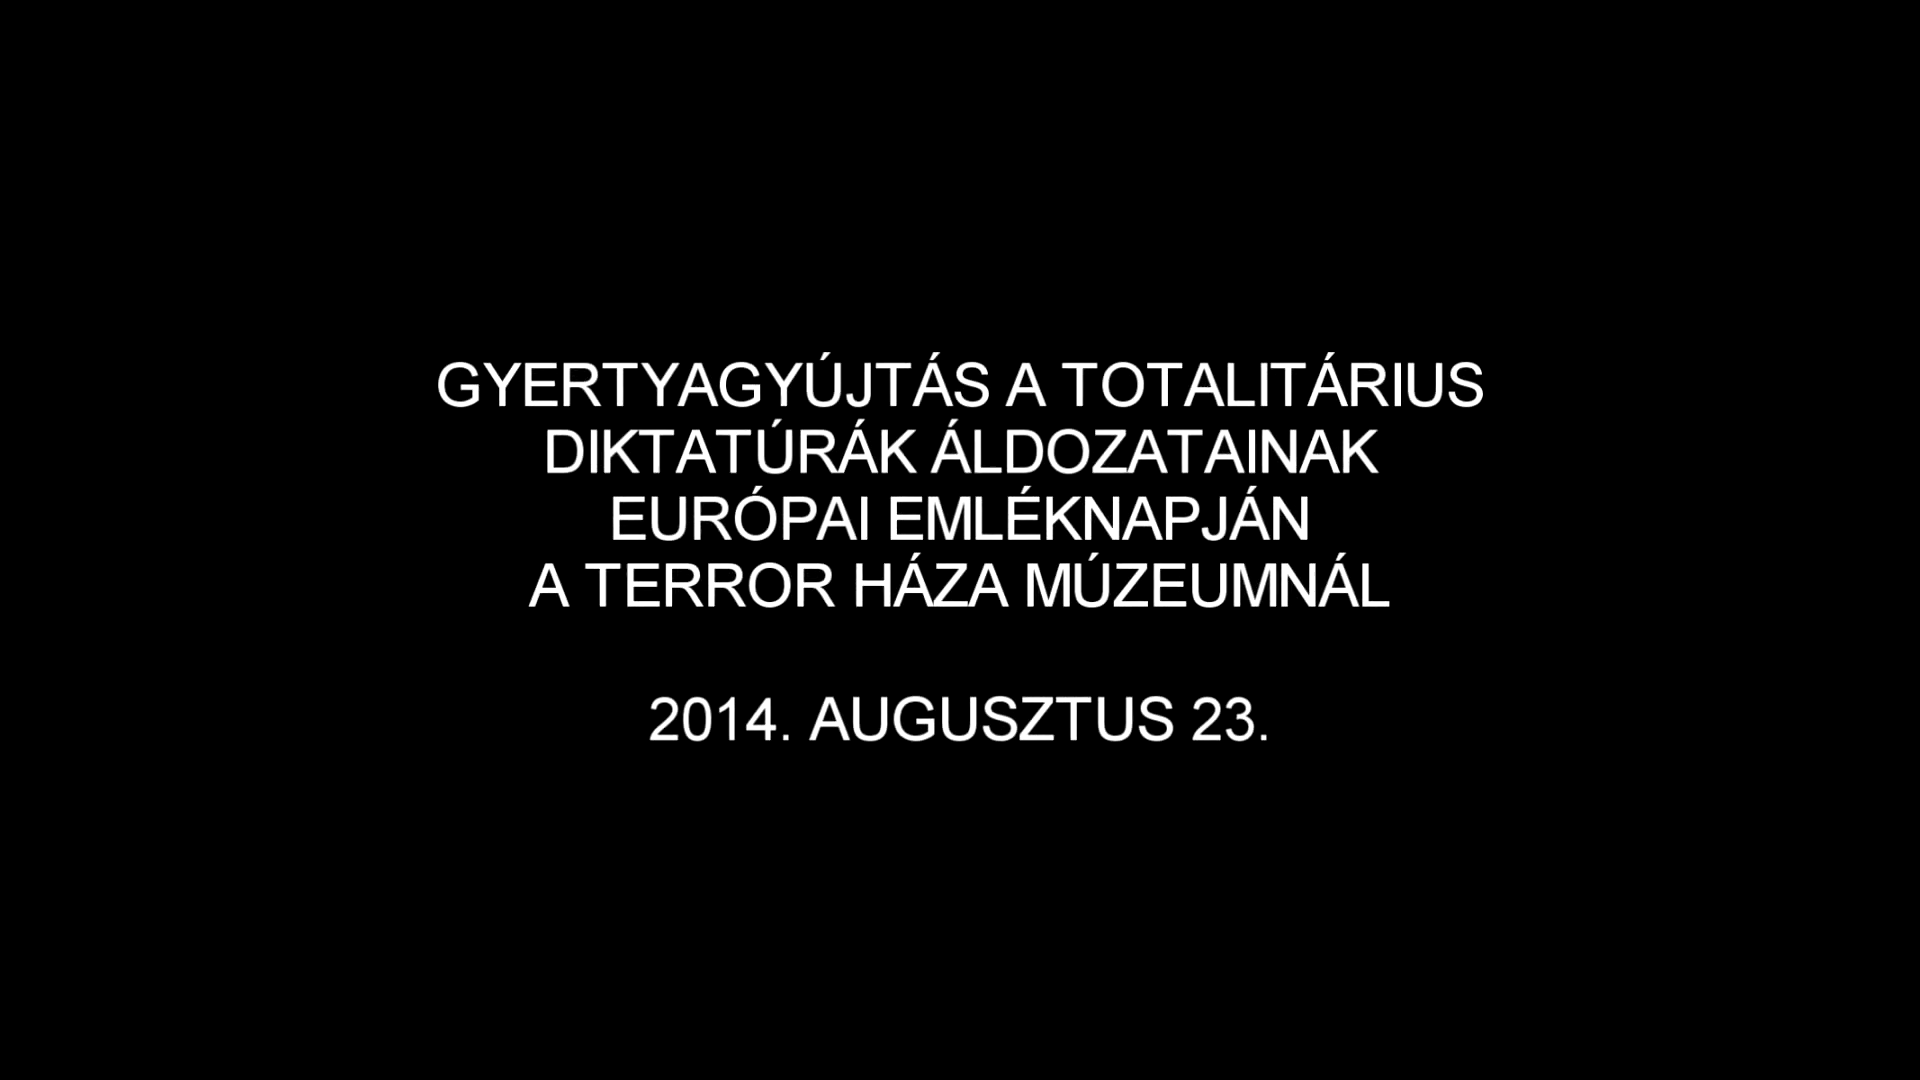 GYERTYAGYÚJTÁS A TOTALITÁRIUS
DIKTATÚRÁK ÁLDOZATAINAK
EURÓPAI EMLÉKNAPJÁN
A TERROR HÁZA MÚZEUMNÁL
2014. AUGUSZTUS 23.